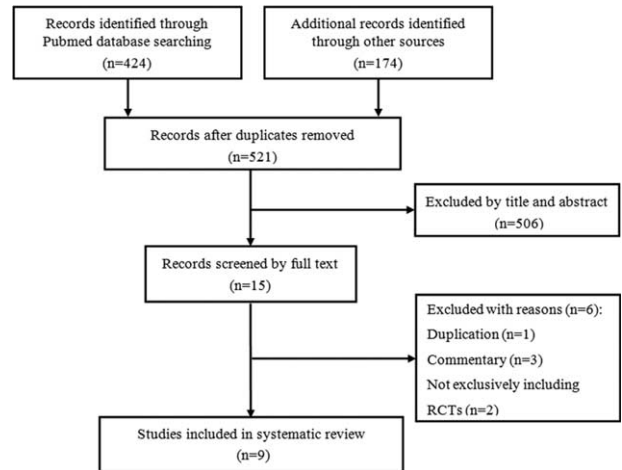 Records identified through
Pubmed database searching
(n=424)
Additional records identified
through other sources
(n=174)
Records after duplicates removed
(n=521)
Excluded by title and abstract
(n=506)
Records screened by full text
(n=15)
Excluded with reasons (n=6):
Duplication (n=1)
Commentary (n=3)
Not exclusively including
RCTs (n=2)
Studies included in systematic review
(n=9)